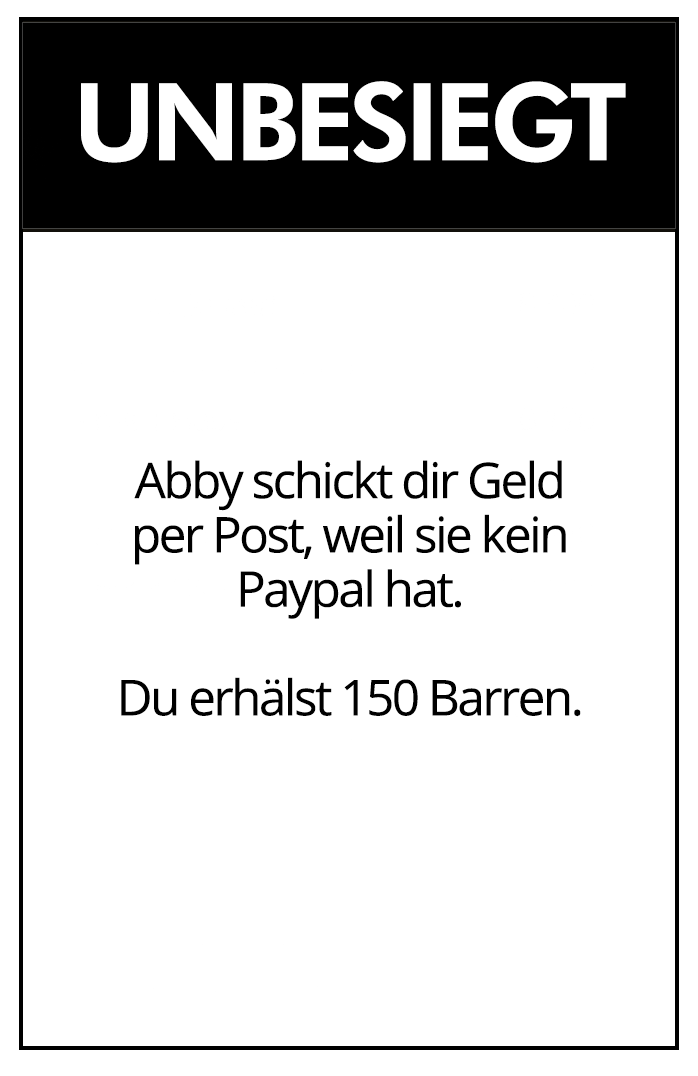 UNBESIEGT
Abby schickt dir Geld
per Post, weil sie kein
Paypal hat.
Du erhälst 150 Barren.